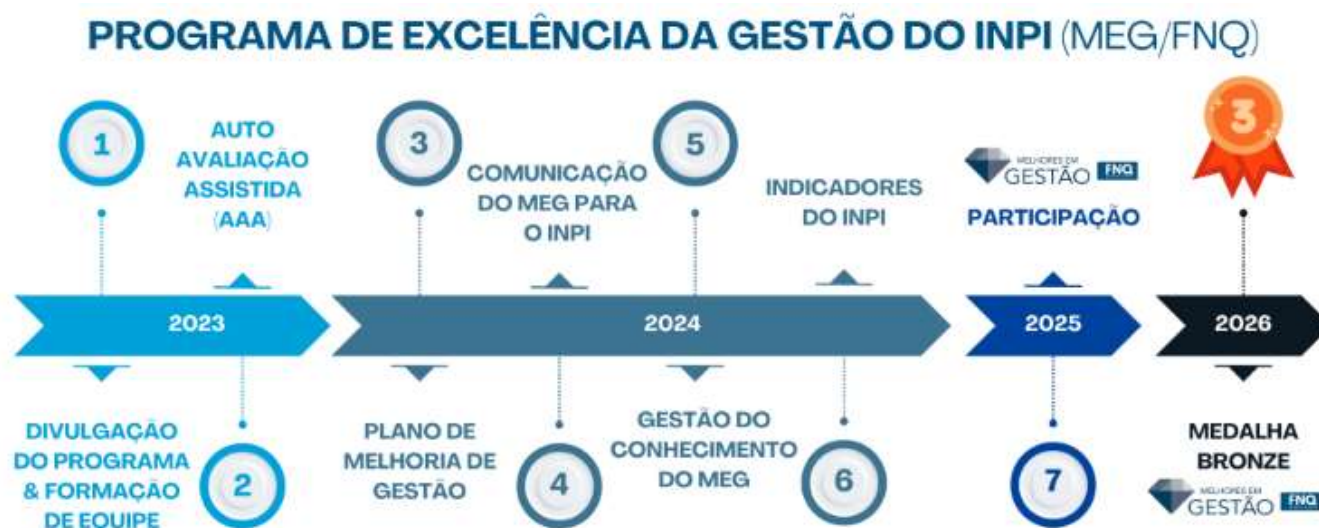 PROGRAMA DE EXCELÊNCIA DA GESTÃO DO INPI (MEG/FNQ)
1
AUTO
AVALIAÇÃO
ASSISTIDA
(AAA)
3
COMUNICAÇÃO
DO MEG PARA
O INPI
5
INDICADORES
DO INPI
MELHORES EM
GESTÃO FNQ
PARTICIPAÇÃO
3
2023
2024
2025
2026
DIVULGAÇÃO
DO PROGRAMA
& FORMAÇÃO
DE EQUIPE
2
PLANO DE
MELHORIA DE
GESTÃO
4
GESTÃO DO
CONHECIMENTO
DO MEG
6
7
MEDALHA
BRONZE
MELHORES EM
GESTÃO FNQ